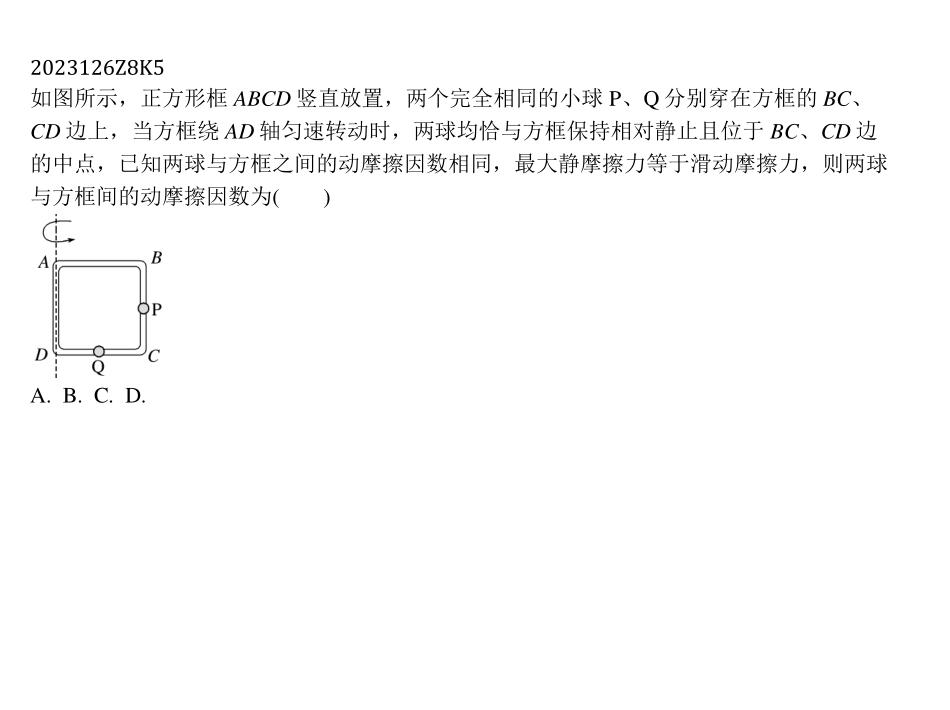 2023126Z8K5
如图所示，正方形框 ABCD 竖直放置，两个完全相同的小球 P、Q 分别穿在方框的 BC、
CD 边上，当方框绕 AD 轴匀速转动时，两球均恰与方框保持相对静止且位于 BC、CD 边
的中点，已知两球与方框之间的动摩擦因数相同，最大静摩擦力等于滑动摩擦力，则两球
与方框间的动摩擦因数为(　　)
A B
P
D C
Q
A. B. C. D.